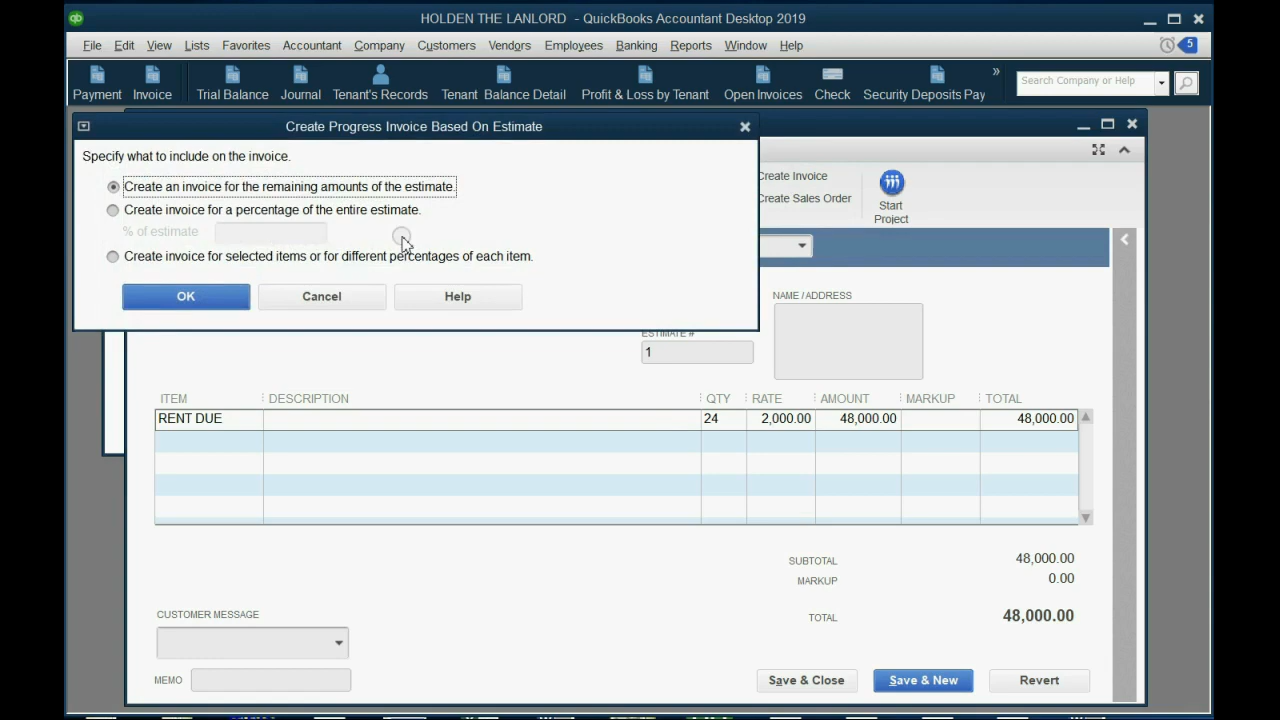 qb
HOLDEN THE LANLORD - QuickBooks Accountant Desktop 2019
File Edit View Lists Favorites Accountant Company Customers Vendors Employees Banking Reports Window Help
5
Payment Invoice Trial Balance Journal Tenant's Records Tenant Balance Detail Profit & Loss by Tenant Open Invoices Check Security Deposits Pay » Search Company or Help
Create Progress Invoice Based On Estimate
Specify what to include on the invoice.
Create an invoice for the remaining amounts of the estimate.
Create invoice for a percentage of the entire estimate.
% of estimate
Create invoice for selected items or for different percentages of each item.
OK Cancel Help
Create Invoice
Create Sales Order
Start
Project
NAME / ADDRESS
ESTIMATE #
1
ITEM DESCRIPTION QTY RATE AMOUNT MARKUP TOTAL
RENT DUE 24 2,000.00 48,000.00 48,000.00
SUBTOTAL 48,000.00
MARKUP 0.00
TOTAL 48,000.00
CUSTOMER MESSAGE
MEMO
Save & Close Save & New Revert